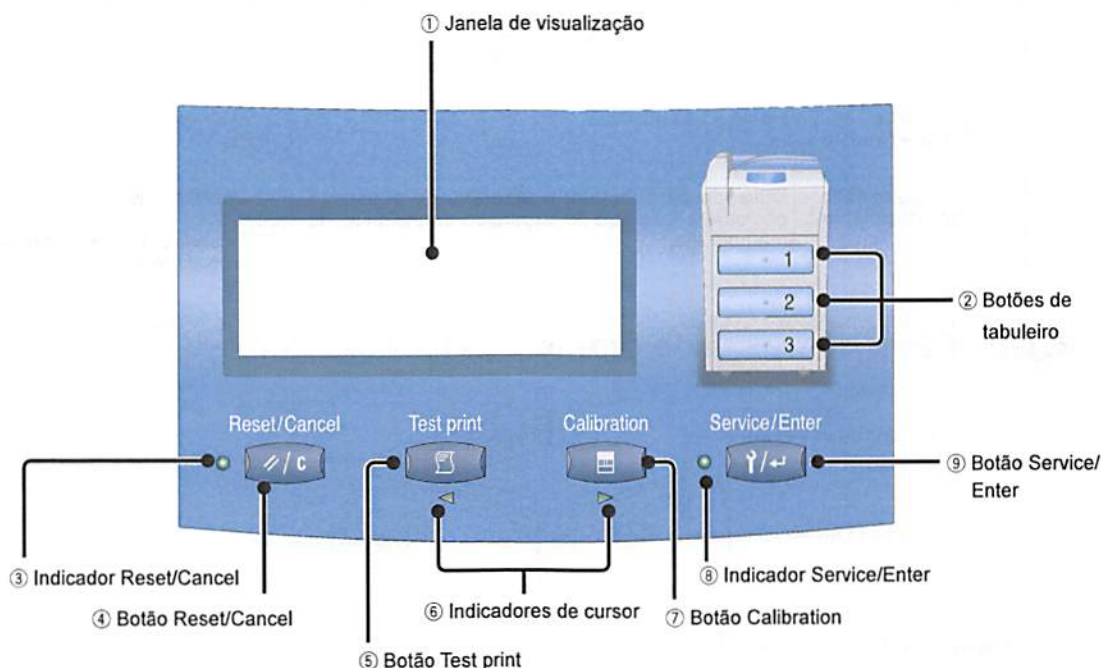 ① Janela de visualização
1
2
3
② Botões de
tabuleiro
Reset/Cancel
Test print
Calibration
Service/Enter
// / C
⑨ Botão Service/
Enter
③ Indicador Reset/Cancel
⑧ Indicador Service/Enter
⑥ Indicadores de cursor
④ Botão Reset/Cancel
⑦ Botão Calibration
⑤ Botão Test print